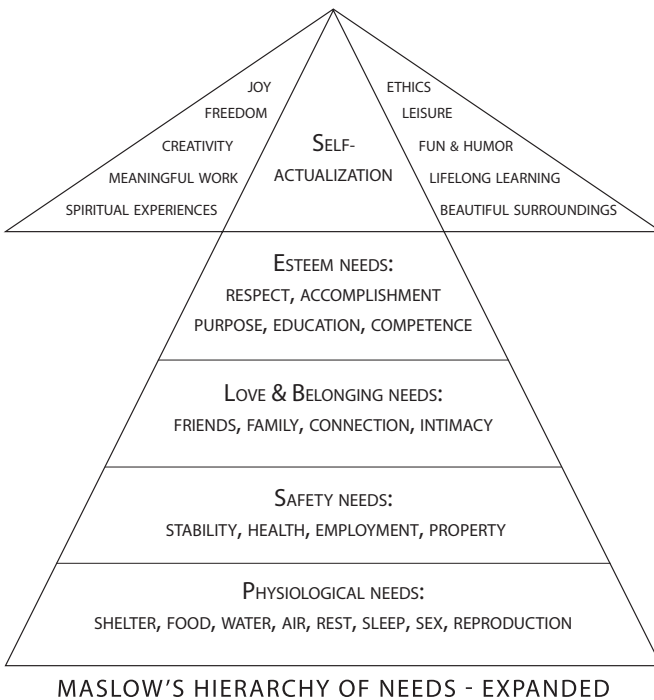 JOY
FREEDOM
CREATIVITY
MEANINGFUL WORK
SPIRITUAL EXPERIENCES
SELF-
ACTUALIZATION
ETHICS
LEISURE
FUN & HUMOR
LIFELONG LEARNING
BEAUTIFUL SURROUNDINGS
ESTEEM NEEDS:
RESPECT, ACCOMPLISHMENT
PURPOSE, EDUCATION, COMPETENCE
LOVE & BELONGING NEEDS:
FRIENDS, FAMILY, CONNECTION, INTIMACY
SAFETY NEEDS:
STABILITY, HEALTH, EMPLOYMENT, PROPERTY
PHYSIOLOGICAL NEEDS:
SHELTER, FOOD, WATER, AIR, REST, SLEEP, SEX, REPRODUCTION
MASLOW'S HIERARCHY OF NEEDS - EXPANDED